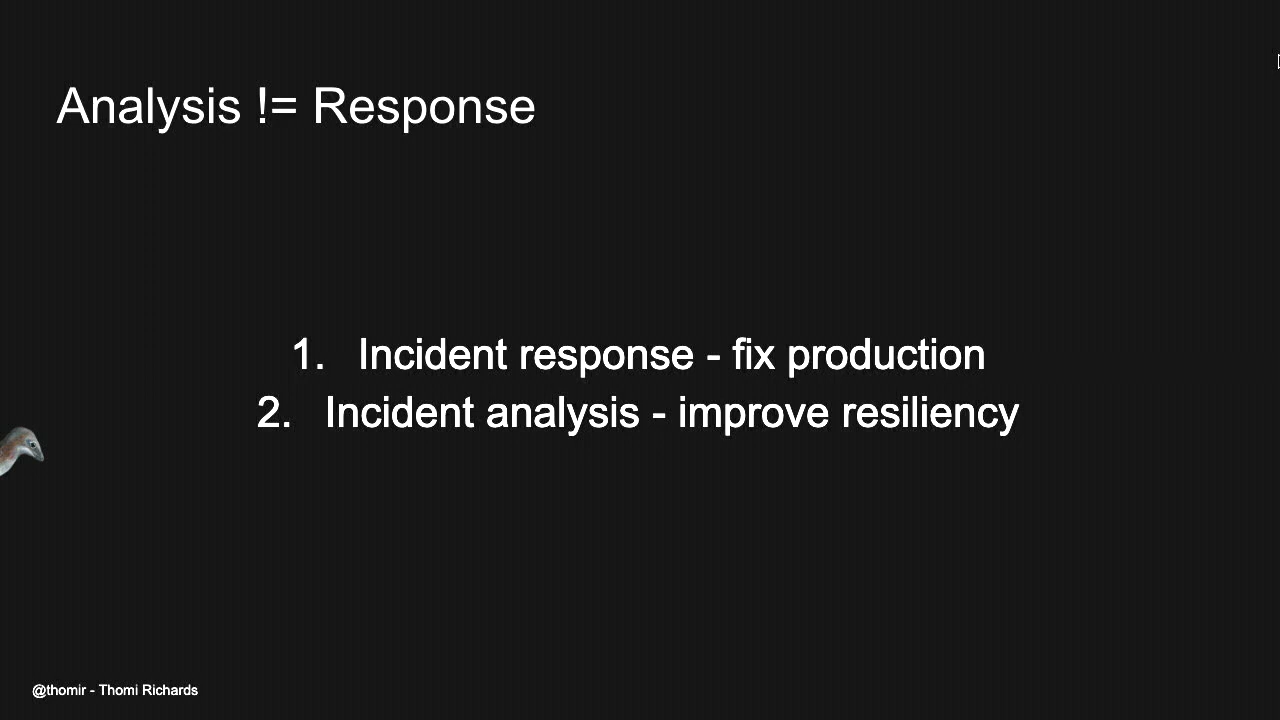 Analysis != Response
1. Incident response - fix production
2. Incident analysis - improve resiliency
@thomir - Thomi Richards